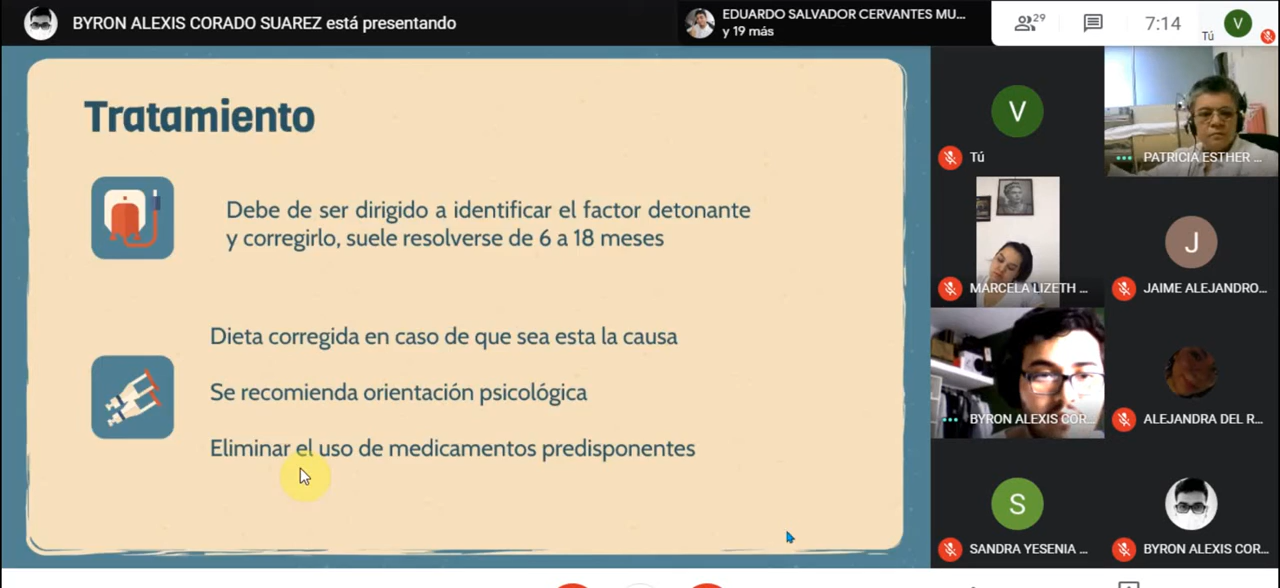 BYRON ALEXIS CORADO SUAREZ está presentando
EDUARDO SALVADOR CERVANTES MU...
y 19 más
29
7:14
Tú
V
Tratamiento
Debe de ser dirigido a identificar el factor detonante
y corregirlo, suele resolverse de 6 a 18 meses
Dieta corregida en caso de que sea esta la causa
Se recomienda orientación psicológica
Eliminar el uso de medicamentos predisponentes
V
Tú
PATRICIA ESTHER ...
MARCELA LIZETH ...
J
JAIME ALEJANDRO...
BYRON ALEXIS COR...
ALEJANDRA DEL R...
S
SANDRA YESENIA ...
BYRON ALEXIS COR...